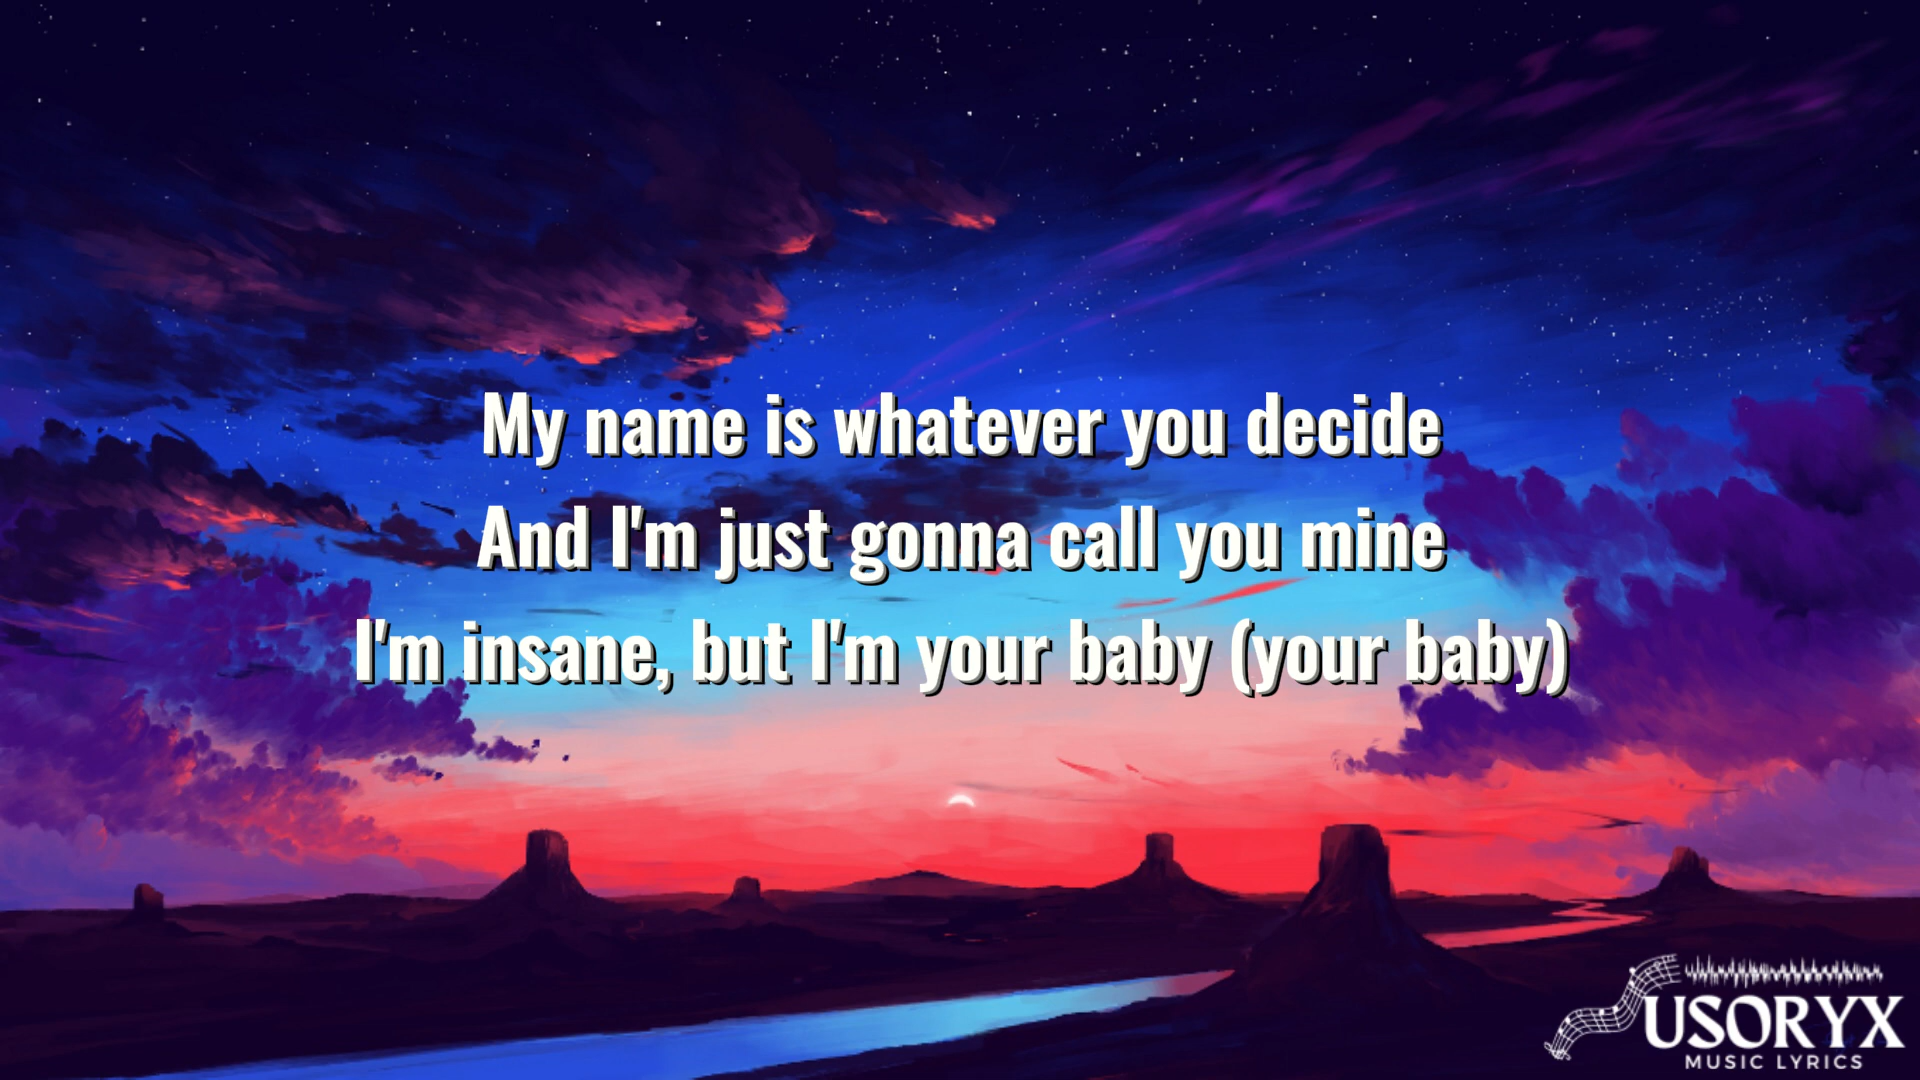 My name is whatever you decide
And I'm just gonna call you mine
I'm insane, but I'm your baby (your baby)
USORYX
MUSIC LYRICS